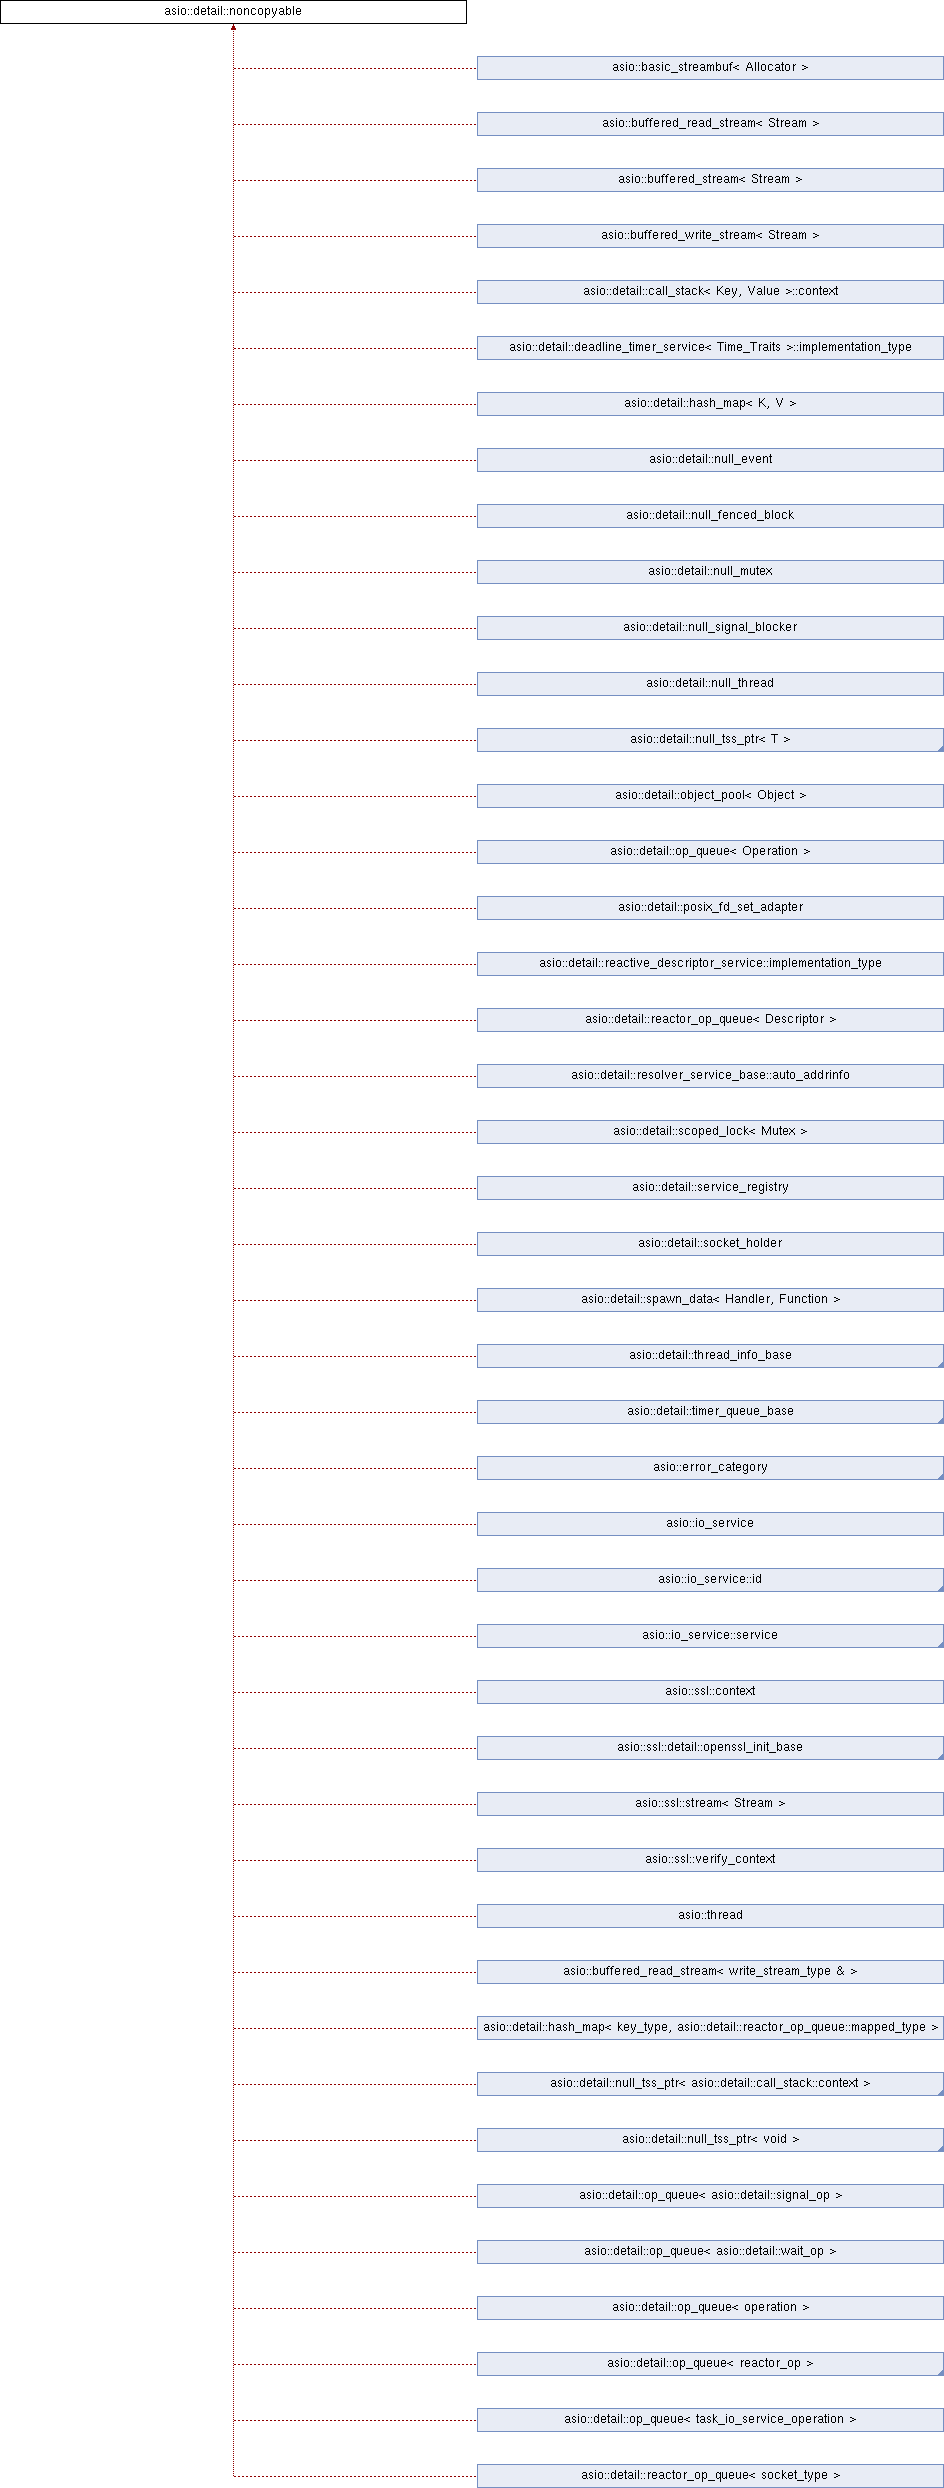 asio::detail::noncopyable
asio::basic_streambuf< Allocator >
asio::buffered_read_stream< Stream >
asio::buffered_stream< Stream >
asio::buffered_write_stream< Stream >
asio::detail::call_stack< Key, Value >::context
asio::detail::deadline_timer_service< Time_Traits >::implementation_type
asio::detail::hash_map< K, V >
asio::detail::null_event
asio::detail::null_fenced_block
asio::detail::null_mutex
asio::detail::null_signal_blocker
asio::detail::null_thread
asio::detail::null_tss_ptr< T >
asio::detail::object_pool< Object >
asio::detail::op_queue< Operation >
asio::detail::posix_fd_set_adapter
asio::detail::reactive_descriptor_service::implementation_type
asio::detail::reactor_op_queue< Descriptor >
asio::detail::resolver_service_base::auto_addrinfo
asio::detail::scoped_lock< Mutex >
asio::detail::service_registry
asio::detail::socket_holder
asio::detail::spawn_data< Handler, Function >
asio::detail::thread_info_base
asio::detail::timer_queue_base
asio::error_category
asio::io_service
asio::io_service::id
asio::io_service::service
asio::ssl::context
asio::ssl::detail::openssl_init_base
asio::ssl::stream< Stream >
asio::ssl::verify_context
asio::thread
asio::buffered_read_stream< write_stream_type & >
asio::detail::hash_map< key_type, asio::detail::reactor_op_queue::mapped_type >
asio::detail::null_tss_ptr< asio::detail::call_stack::context >
asio::detail::null_tss_ptr< void >
asio::detail::op_queue< asio::detail::signal_op >
asio::detail::op_queue< asio::detail::wait_op >
asio::detail::op_queue< operation >
asio::detail::op_queue< reactor_op >
asio::detail::op_queue< task_io_service_operation >
asio::detail::reactor_op_queue< socket_type >